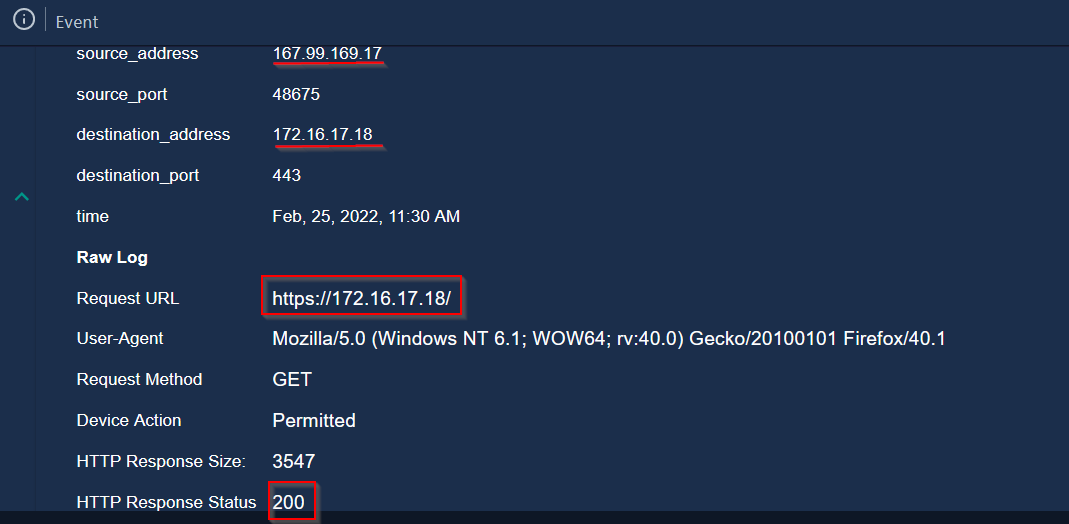 Event
source_address 167.99.169.17
source_port 48675
destination_address 172.16.17.18
destination_port 443
time Feb, 25, 2022, 11:30 AM
Raw Log
Request URL https://172.16.17.18/
User-Agent Mozilla/5.0 (Windows NT 6.1; WOW64; rv:40.0) Gecko/20100101 Firefox/40.1
Request Method GET
Device Action Permitted
HTTP Response Size: 3547
HTTP Response Status 200